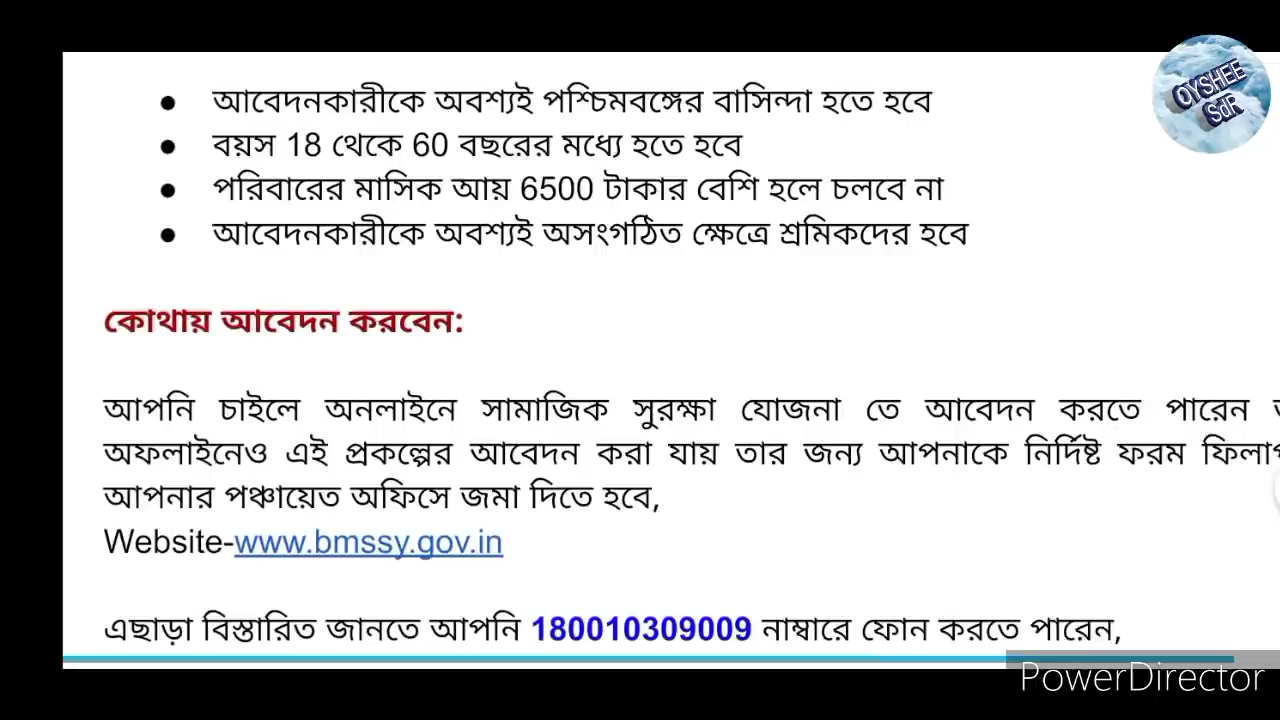 OYSHEE
SdR
● আবেদনকারীকে অবশ্যই পশ্চিমবঙ্গের বাসিন্দা হতে হবে
● বয়স 18 থেকে 60 বছরের মধ্যে হতে হবে
● পরিবারের মাসিক আয় 6500 টাকার বেশি হলে চলবে না
● আবেদনকারীকে অবশ্যই অসংগঠিত ক্ষেত্রে শ্রমিকদের হবে
কোথায় আবেদন করবেন:
আপনি চাইলে অনলাইনে সামাজিক সুরক্ষা যোজনা তে আবেদন করতে পারেন
অফলাইনেও এই প্রকল্পের আবেদন করা যায় তার জন্য আপনাকে নির্দিষ্ট ফরম
আপনার পঞ্চায়েত অফিসে জমা দিতে হবে,
Website-www.bmssy.gov.in
এছাড়া বিস্তারিত জানতে আপনি 180010309009 নাম্বারে ফোন করতে পারেন,
PowerDirector